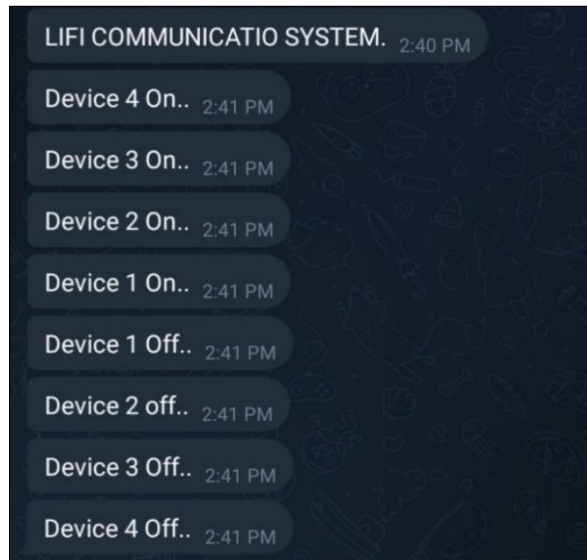 LIFI COMMUNICATIO SYSTEM. 2:40 PM
Device 4 On.. 2:41 PM
Device 3 On.. 2:41 PM
Device 2 On.. 2:41 PM
Device 1 On.. 2:41 PM
Device 1 Off.. 2:41 PM
Device 2 off.. 2:41 PM
Device 3 Off.. 2:41 PM
Device 4 Off.. 2:41 PM